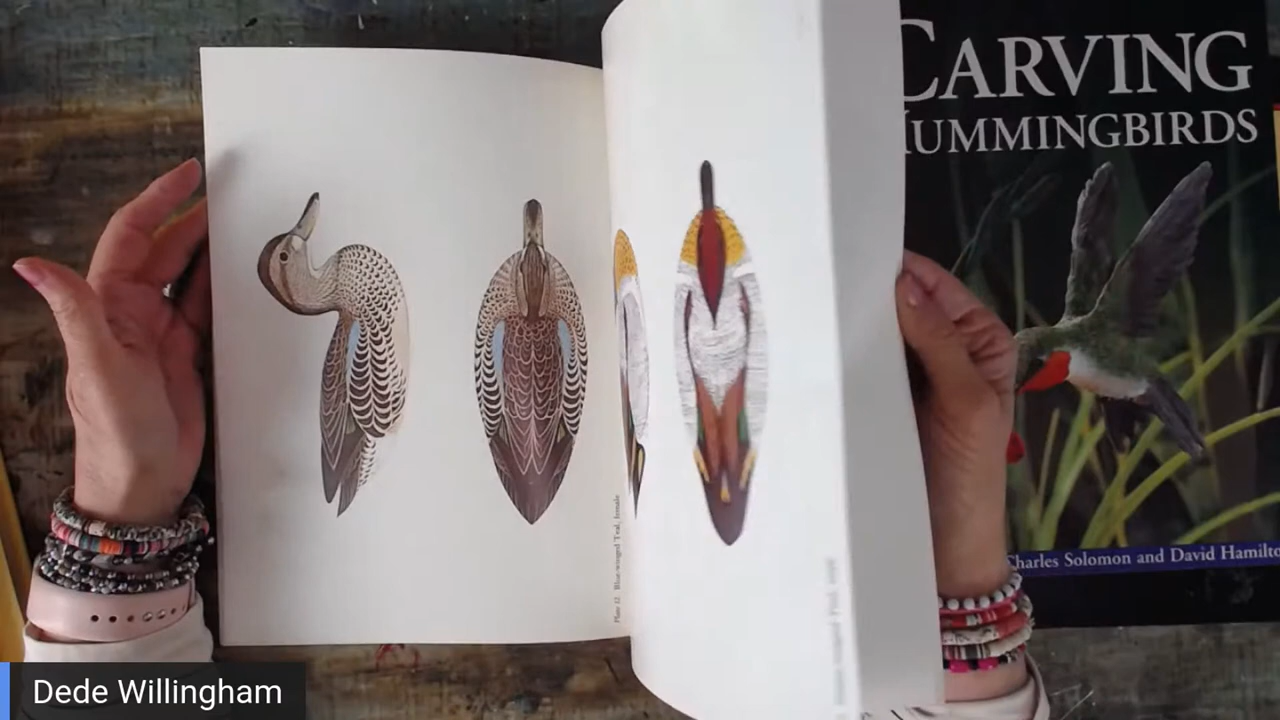 CARVING
HUMMINGBIRDS
Charles Solomon and David Hamilto
Plate 12. Blue-winged Teal, female
Dede Willingham